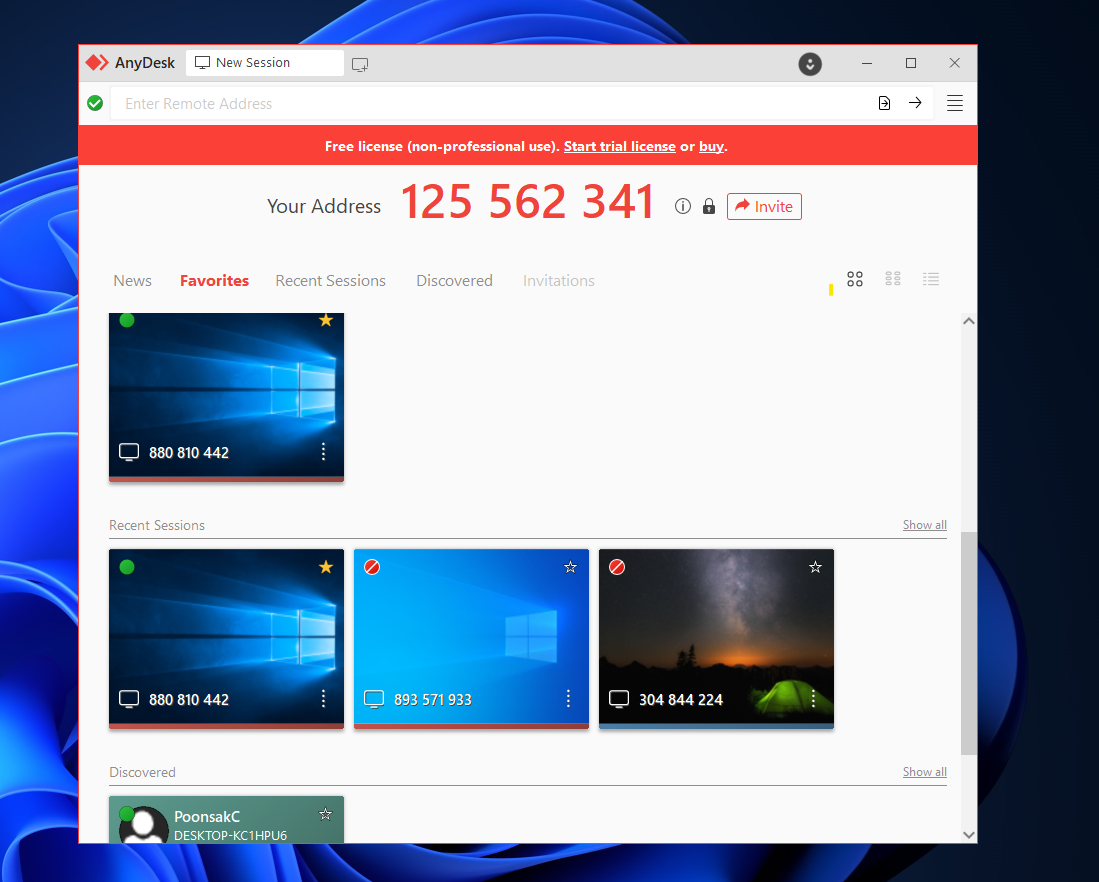 AnyDesk
New Session
Enter Remote Address
Free license (non-professional use). Start trial license or buy.
Your Address 125 562 341 Invite
News Favorites Recent Sessions Discovered Invitations
880 810 442
Recent Sessions Show all
880 810 442
893 571 933
304 844 224
Discovered Show all
PoonsakC
DESKTOP-KC1HPU6